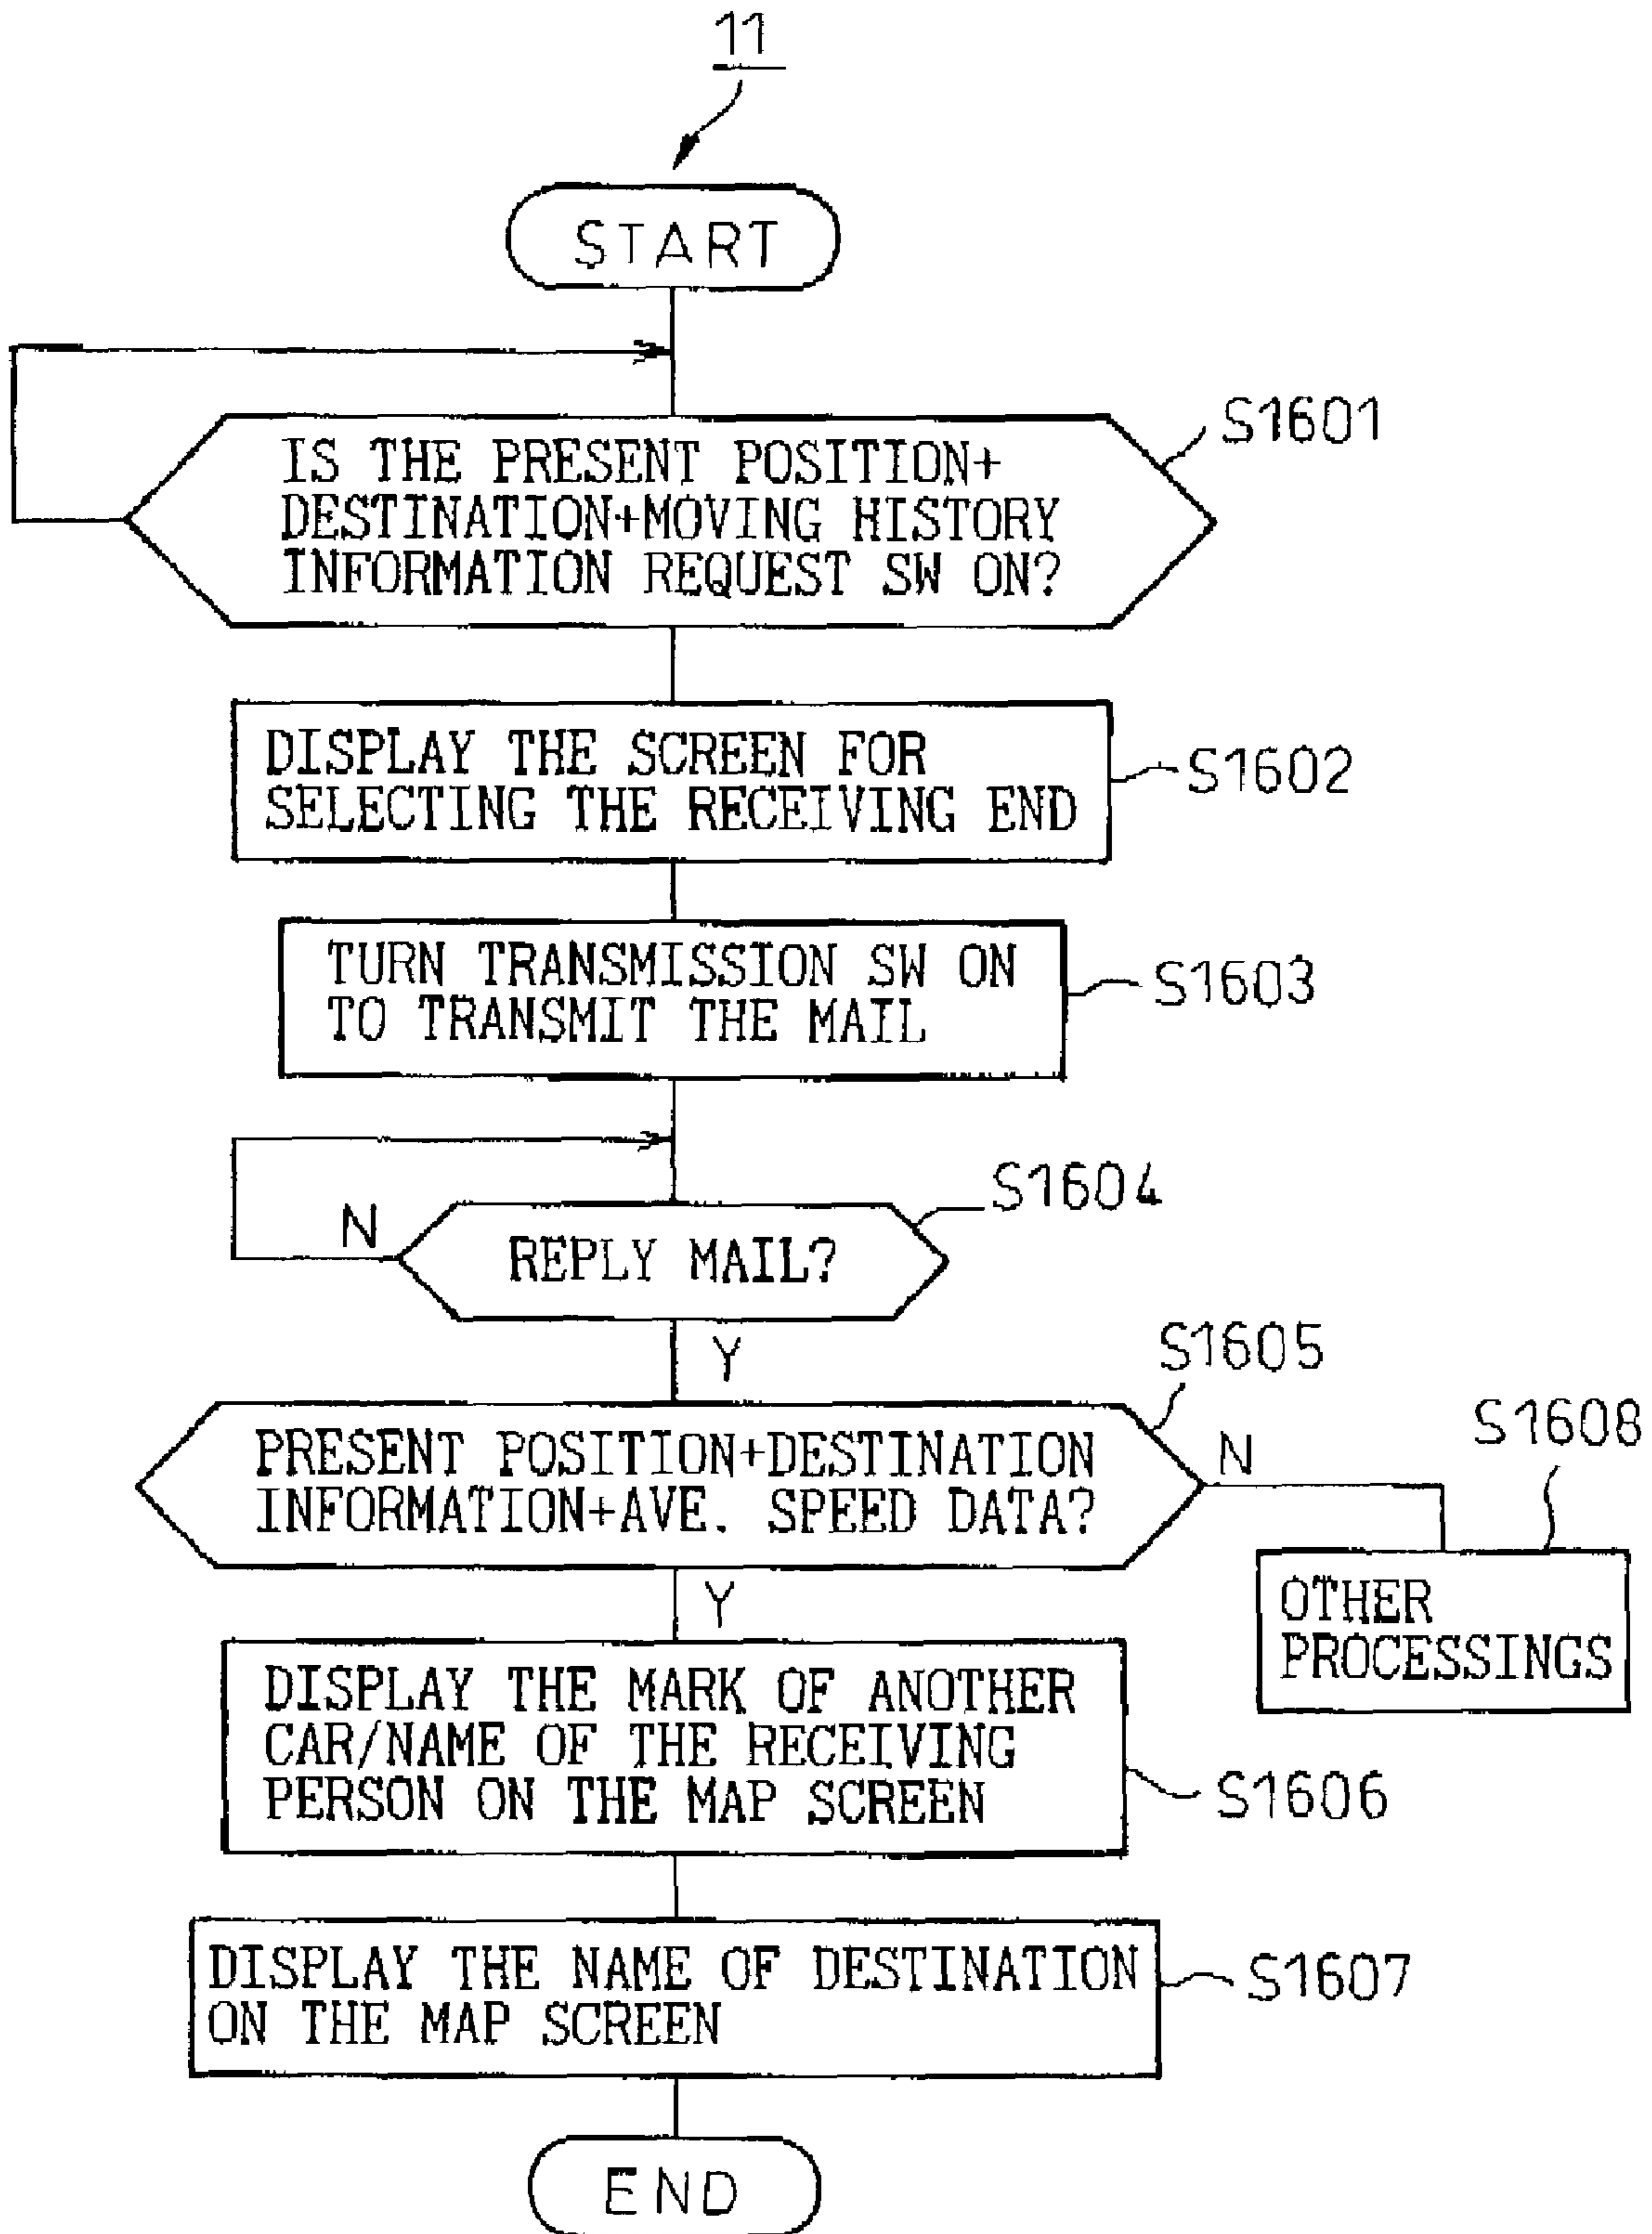 11
START
IS THE PRESENT POSITION+
DESTINATION+MOVING HISTORY
INFORMATION REQUEST SW ON?
S1601
DISPLAY THE SCREEN FOR
SELECTING THE RECEIVING END
S1602
TURN TRANSMISSION SW ON
TO TRANSMIT THE MAIL
S1603
S1604
N
REPLY MAIL?
Y
S1605
PRESENT POSITION+DESTINATION
INFORMATION+AVE. SPEED DATA?
N
S1608
OTHER
PROCESSINGS
Y
DISPLAY THE MARK OF ANOTHER
CAR/NAME OF THE RECEIVING
PERSON ON THE MAP SCREEN
S1606
DISPLAY THE NAME OF DESTINATION
ON THE MAP SCREEN
S1607
END